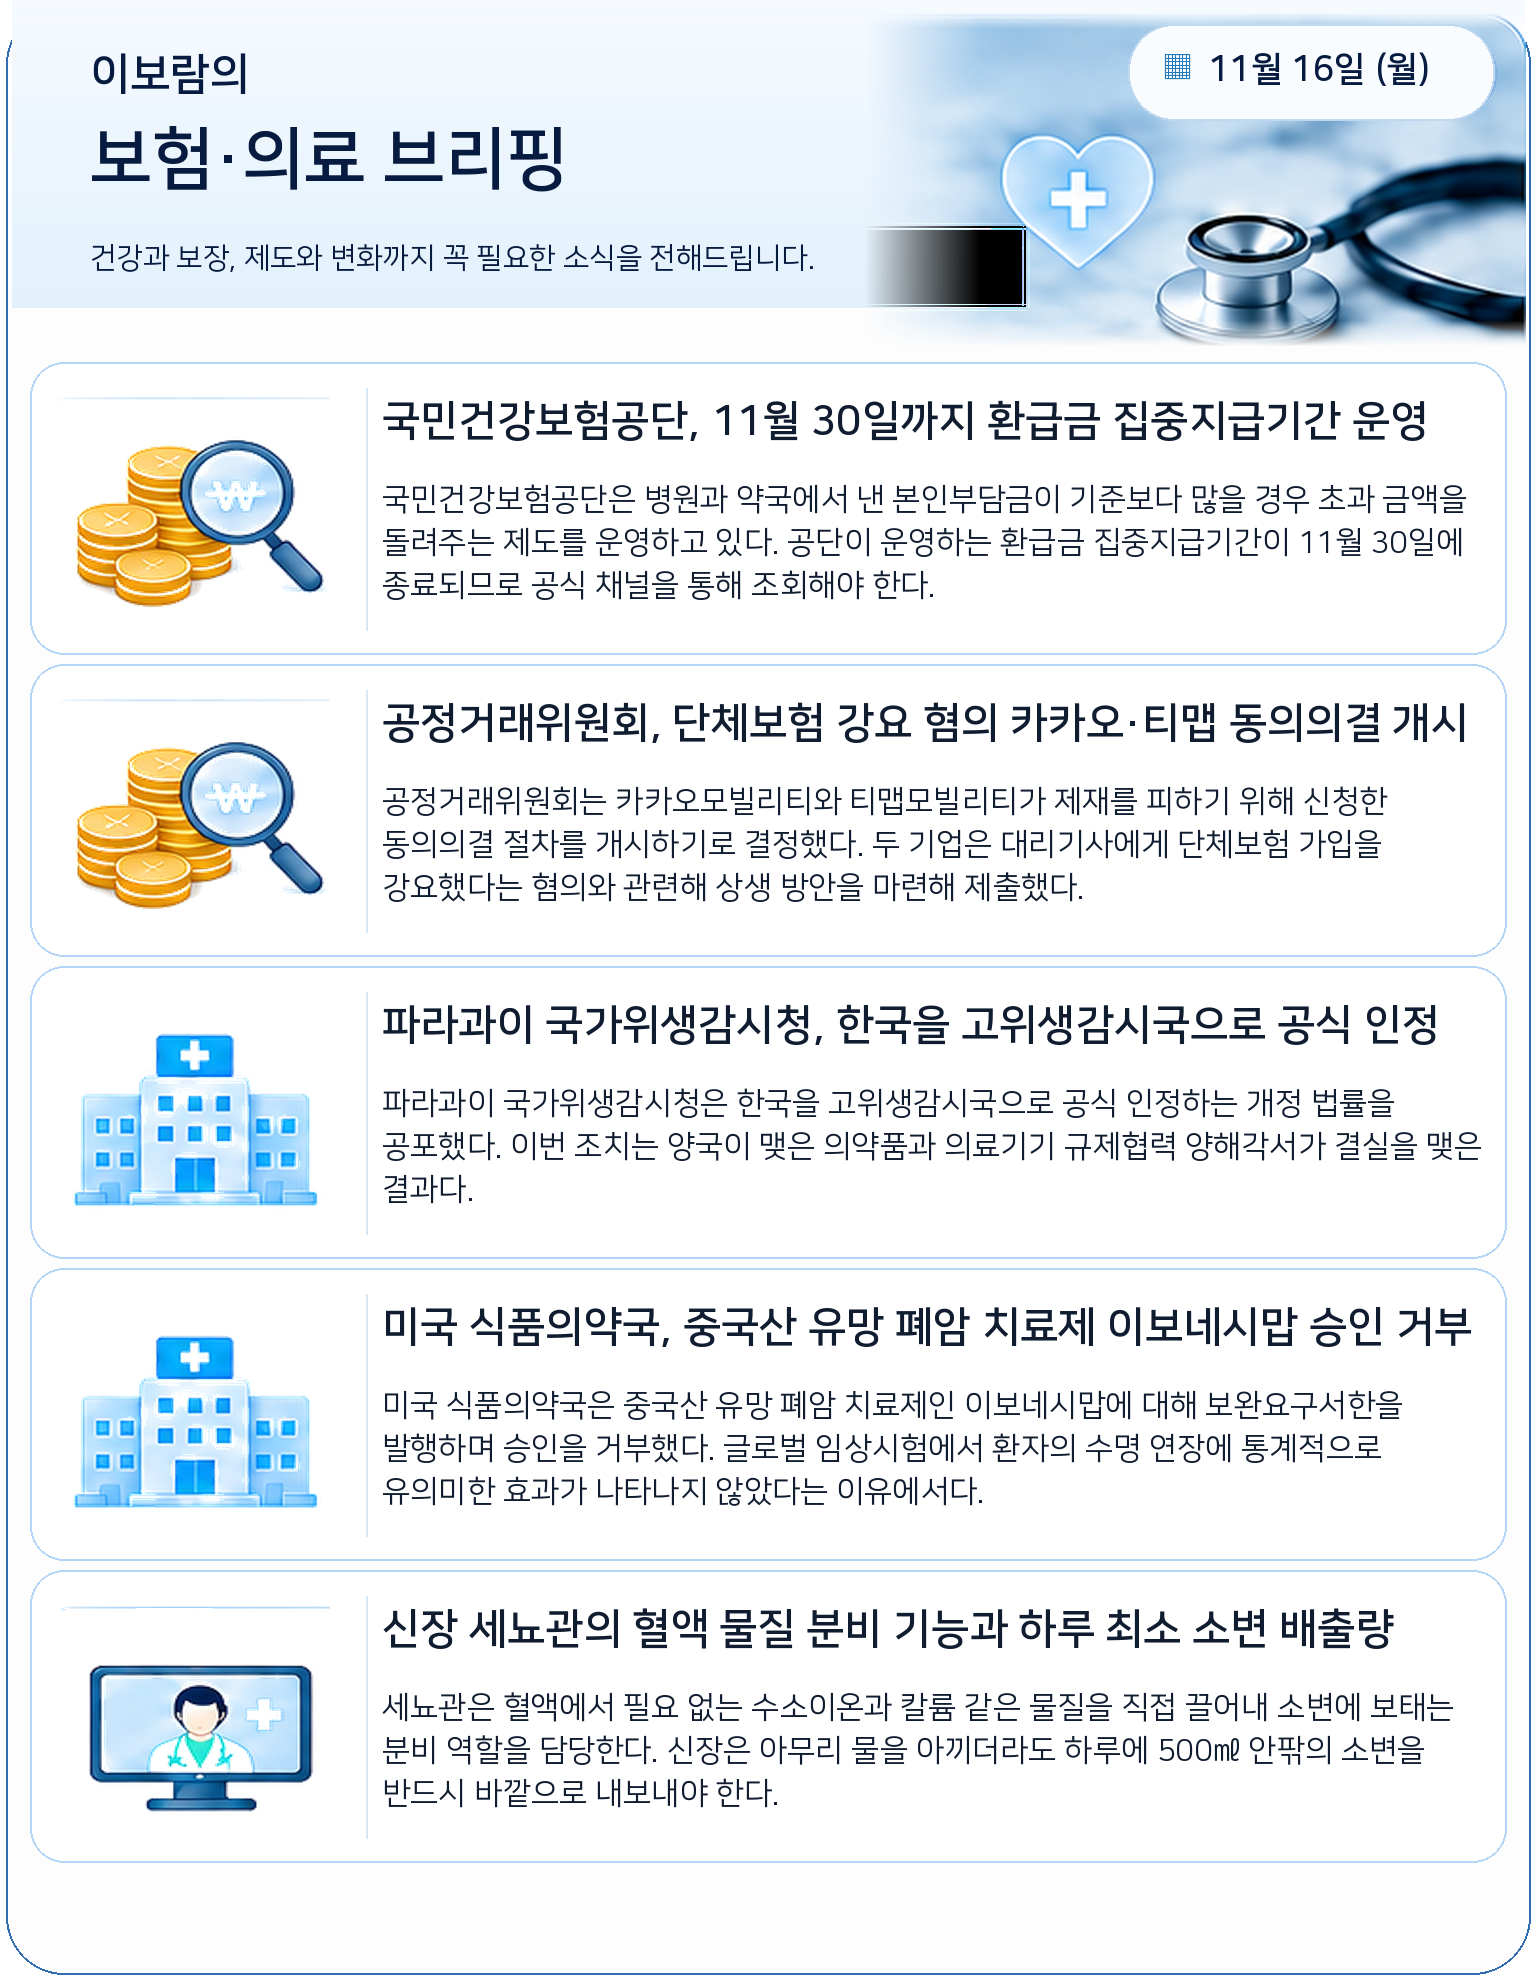 이보람의
보험·의료 브리핑
건강과 보장, 제도와 변화까지 꼭 필요한 소식을 전해드립니다.
11월 16일 (월)
국민건강보험공단, 11월 30일까지 환급금 집중지급기간 운영
국민건강보험공단은 병원과 약국에서 낸 본인부담금이 기준보다 많을 경우 초과 금액을
돌려주는 제도를 운영하고 있다. 공단이 운영하는 환급금 집중지급기간이 11월 30일에
종료되므로 공식 채널을 통해 조회해야 한다.
공정거래위원회, 단체보험 강요 혐의 카카오·티맵 동의의결 개시
공정거래위원회는 카카오모빌리티와 티맵모빌리티가 제재를 피하기 위해 신청한
동의의결 절차를 개시하기로 결정했다. 두 기업은 대리기사에게 단체보험 가입을
강요했다는 혐의와 관련해 상생 방안을 마련해 제출했다.
파라과이 국가위생감시청, 한국을 고위생감시국으로 공식 인정
파라과이 국가위생감시청은 한국을 고위생감시국으로 공식 인정하는 개정 법률을
공포했다. 이번 조치는 양국이 맺은 의약품과 의료기기 규제협력 양해각서가 결실을 맺은
결과다.
미국 식품의약국, 중국산 유망 폐암 치료제 이보네시맙 승인 거부
미국 식품의약국은 중국산 유망 폐암 치료제인 이보네시맙에 대해 보완요구서한을
발행하며 승인을 거부했다. 글로벌 임상시험에서 환자의 수명 연장에 통계적으로
유의미한 효과가 나타나지 않았다는 이유에서다.
신장 세뇨관의 혈액 물질 분비 기능과 하루 최소 소변 배출량
세뇨관은 혈액에서 필요 없는 수소이온과 칼륨 같은 물질을 직접 끌어내 소변에 보태는
분비 역할을 담당한다. 신장은 아무리 물을 아끼더라도 하루에 500㎖ 안팎의 소변을
반드시 바깥으로 내보내야 한다.